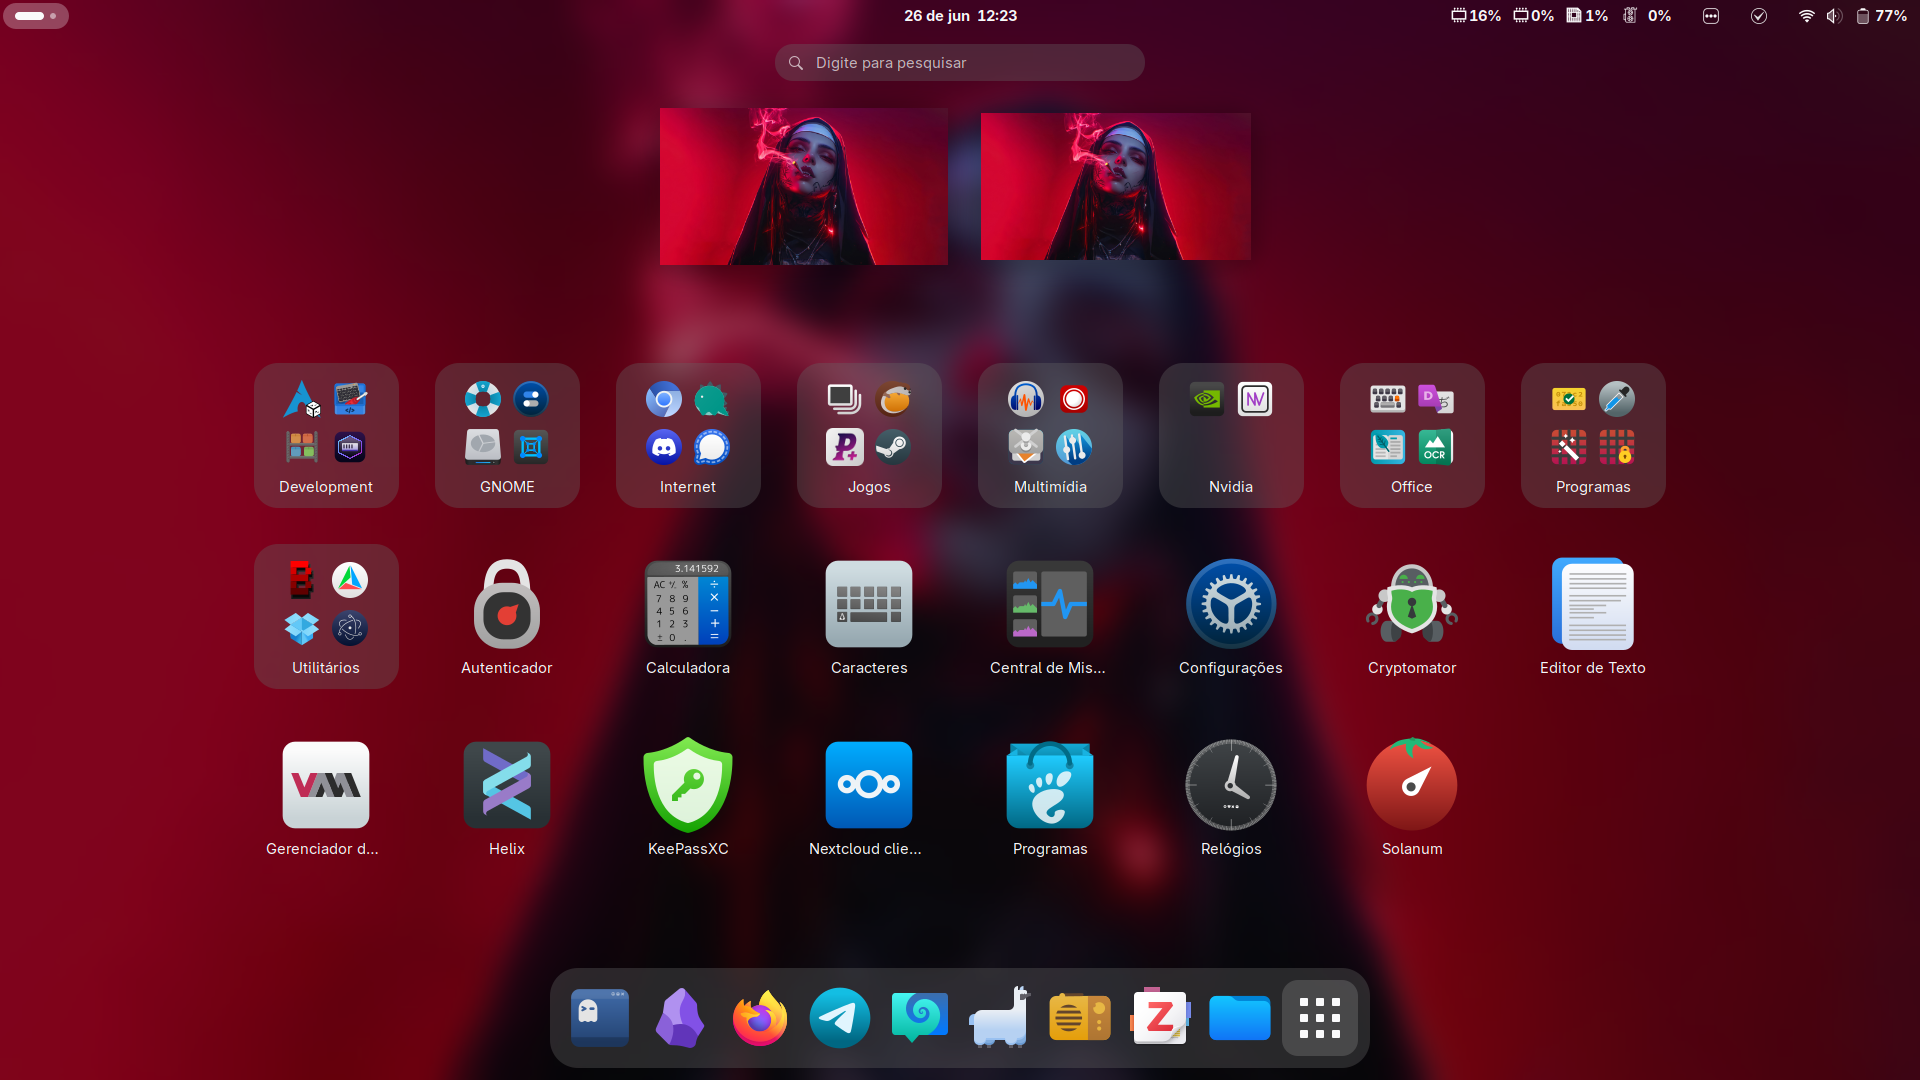 26 de jun 12:23
16% 0% 1% 0% 77%
Digite para pesquisar
Development
GNOME
Internet
Jogos
Multimídia
Nvidia
OCR
Office
Programas
Utilitários
Autenticador
3.141592
AC +/. %
7 8 9
4 5 6
1 2 3
± 0 .
÷
×
−
+
=
Calculadora
Caracteres
Central de Mis...
Configurações
Cryptomator
Editor de Texto
VMM
Gerenciador d...
Helix
KeePassXC
Nextcloud clie...
Programas
Relógios
Solanum
Z